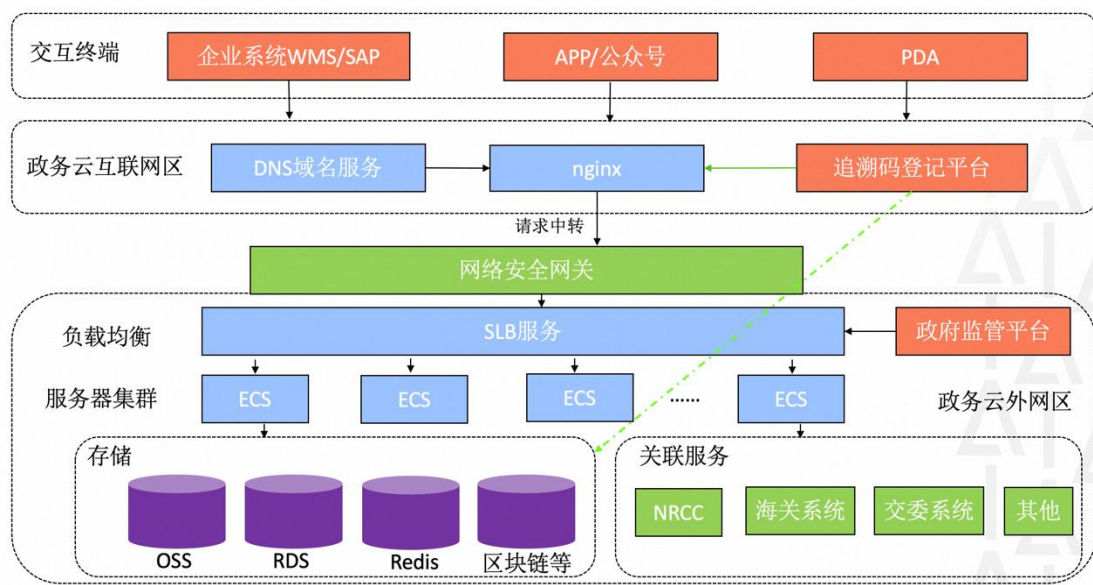 交互终端
企业系统WMS/SAP
APP/公众号
PDA
政务云互联网区
DNS域名服务
nginx
追溯码登记平台
请求中转
网络安全网关
负载均衡
SLB服务
政府监管平台
服务器集群
ECS
ECS
ECS
......
ECS
政务云外网区
存储
OSS
RDS
Redis
区块链等
关联服务
NRCC
海关系统
交委系统
其他